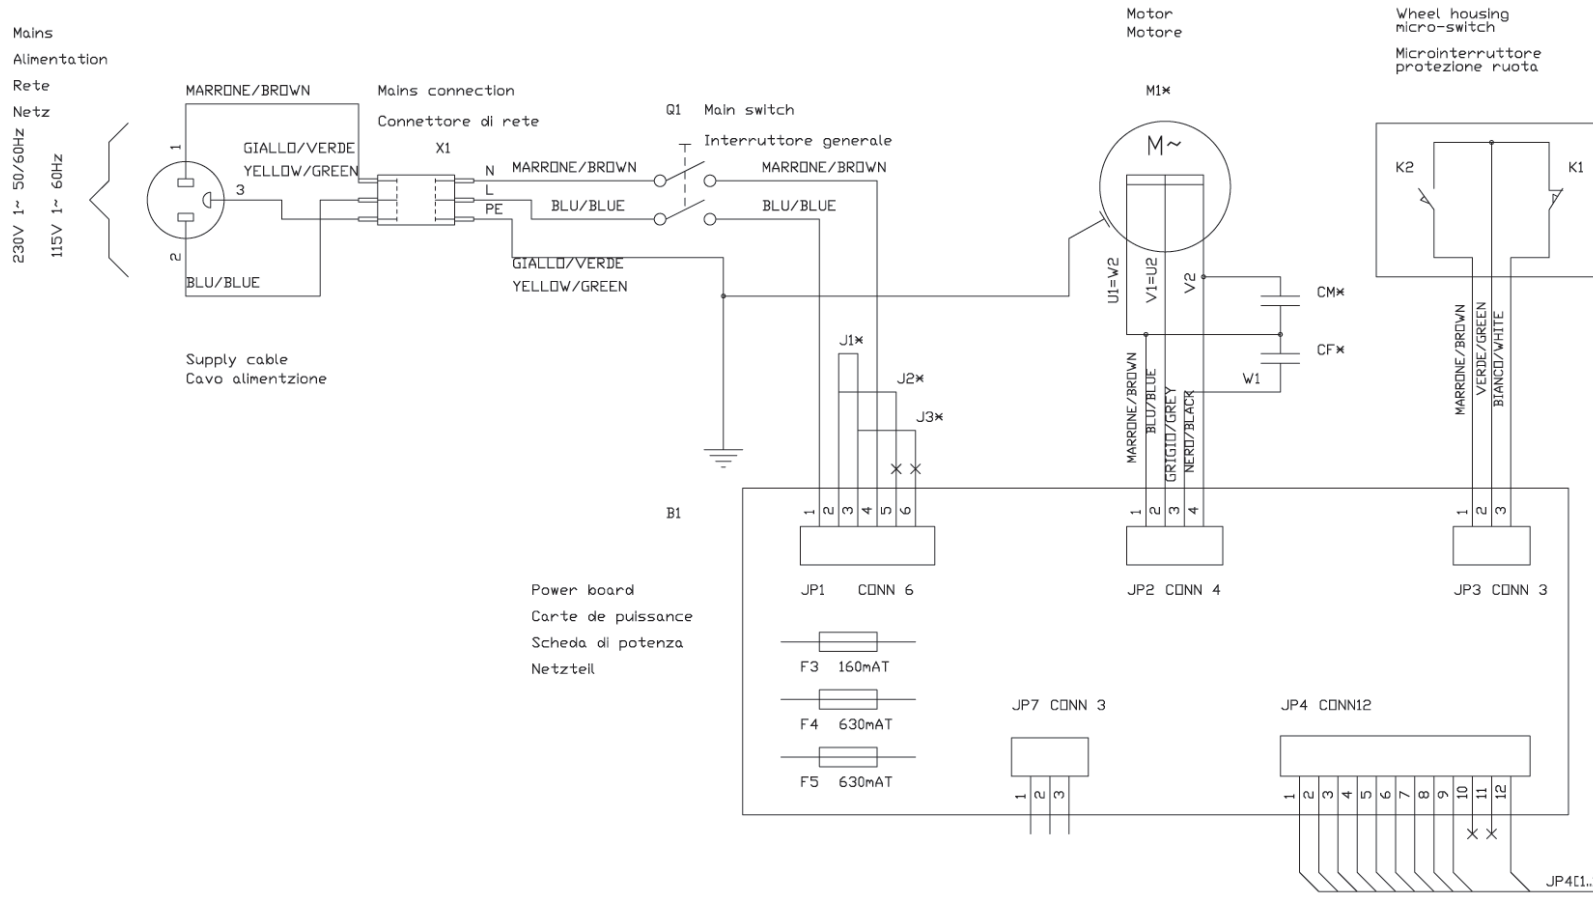 Mains
Alimentation
Rete
Netz
230V 1~ 50/60Hz
115V 1~ 60Hz
MARRONE/BROWN
GIALLO/VERDE
YELLOW/GREEN
1
3
2
BLU/BLUE
Supply cable
Cavo alimentzione
Mains connection
Connettore di rete
X1
N
L
PE
MARRONE/BROWN
BLU/BLUE
GIALLO/VERDE
YELLOW/GREEN
Q1 Main switch
Interruttore generale
MARRONE/BROWN
BLU/BLUE
Motor
Motore
M1*
M~
U1=W2
V1=U2
V2
CM*
CF*
W1
MARRONE/BROWN
BLU/BLUE
GRIGIO/GREY
NERO/BLACK
Wheel housing
micro-switch
Microinterruttore
protezione ruota
K2
K1
MARRONE/BROWN
VERDE/GREEN
BIANCO/WHITE
J1*
J2*
J3*
B1
1 2 3 4 5 6
JP1 CONN 6
1 2 3 4
JP2 CONN 4
1 2 3
JP3 CONN 3
Power board
Carte de puissance
Scheda di potenza
Netzteil
F3 160mAT
F4 630mAT
F5 630mAT
JP7 CONN 3
1 2 3
JP4 CONN12
1 2 3 4 5 6 7 8 9 10 11 12
JP4[1..